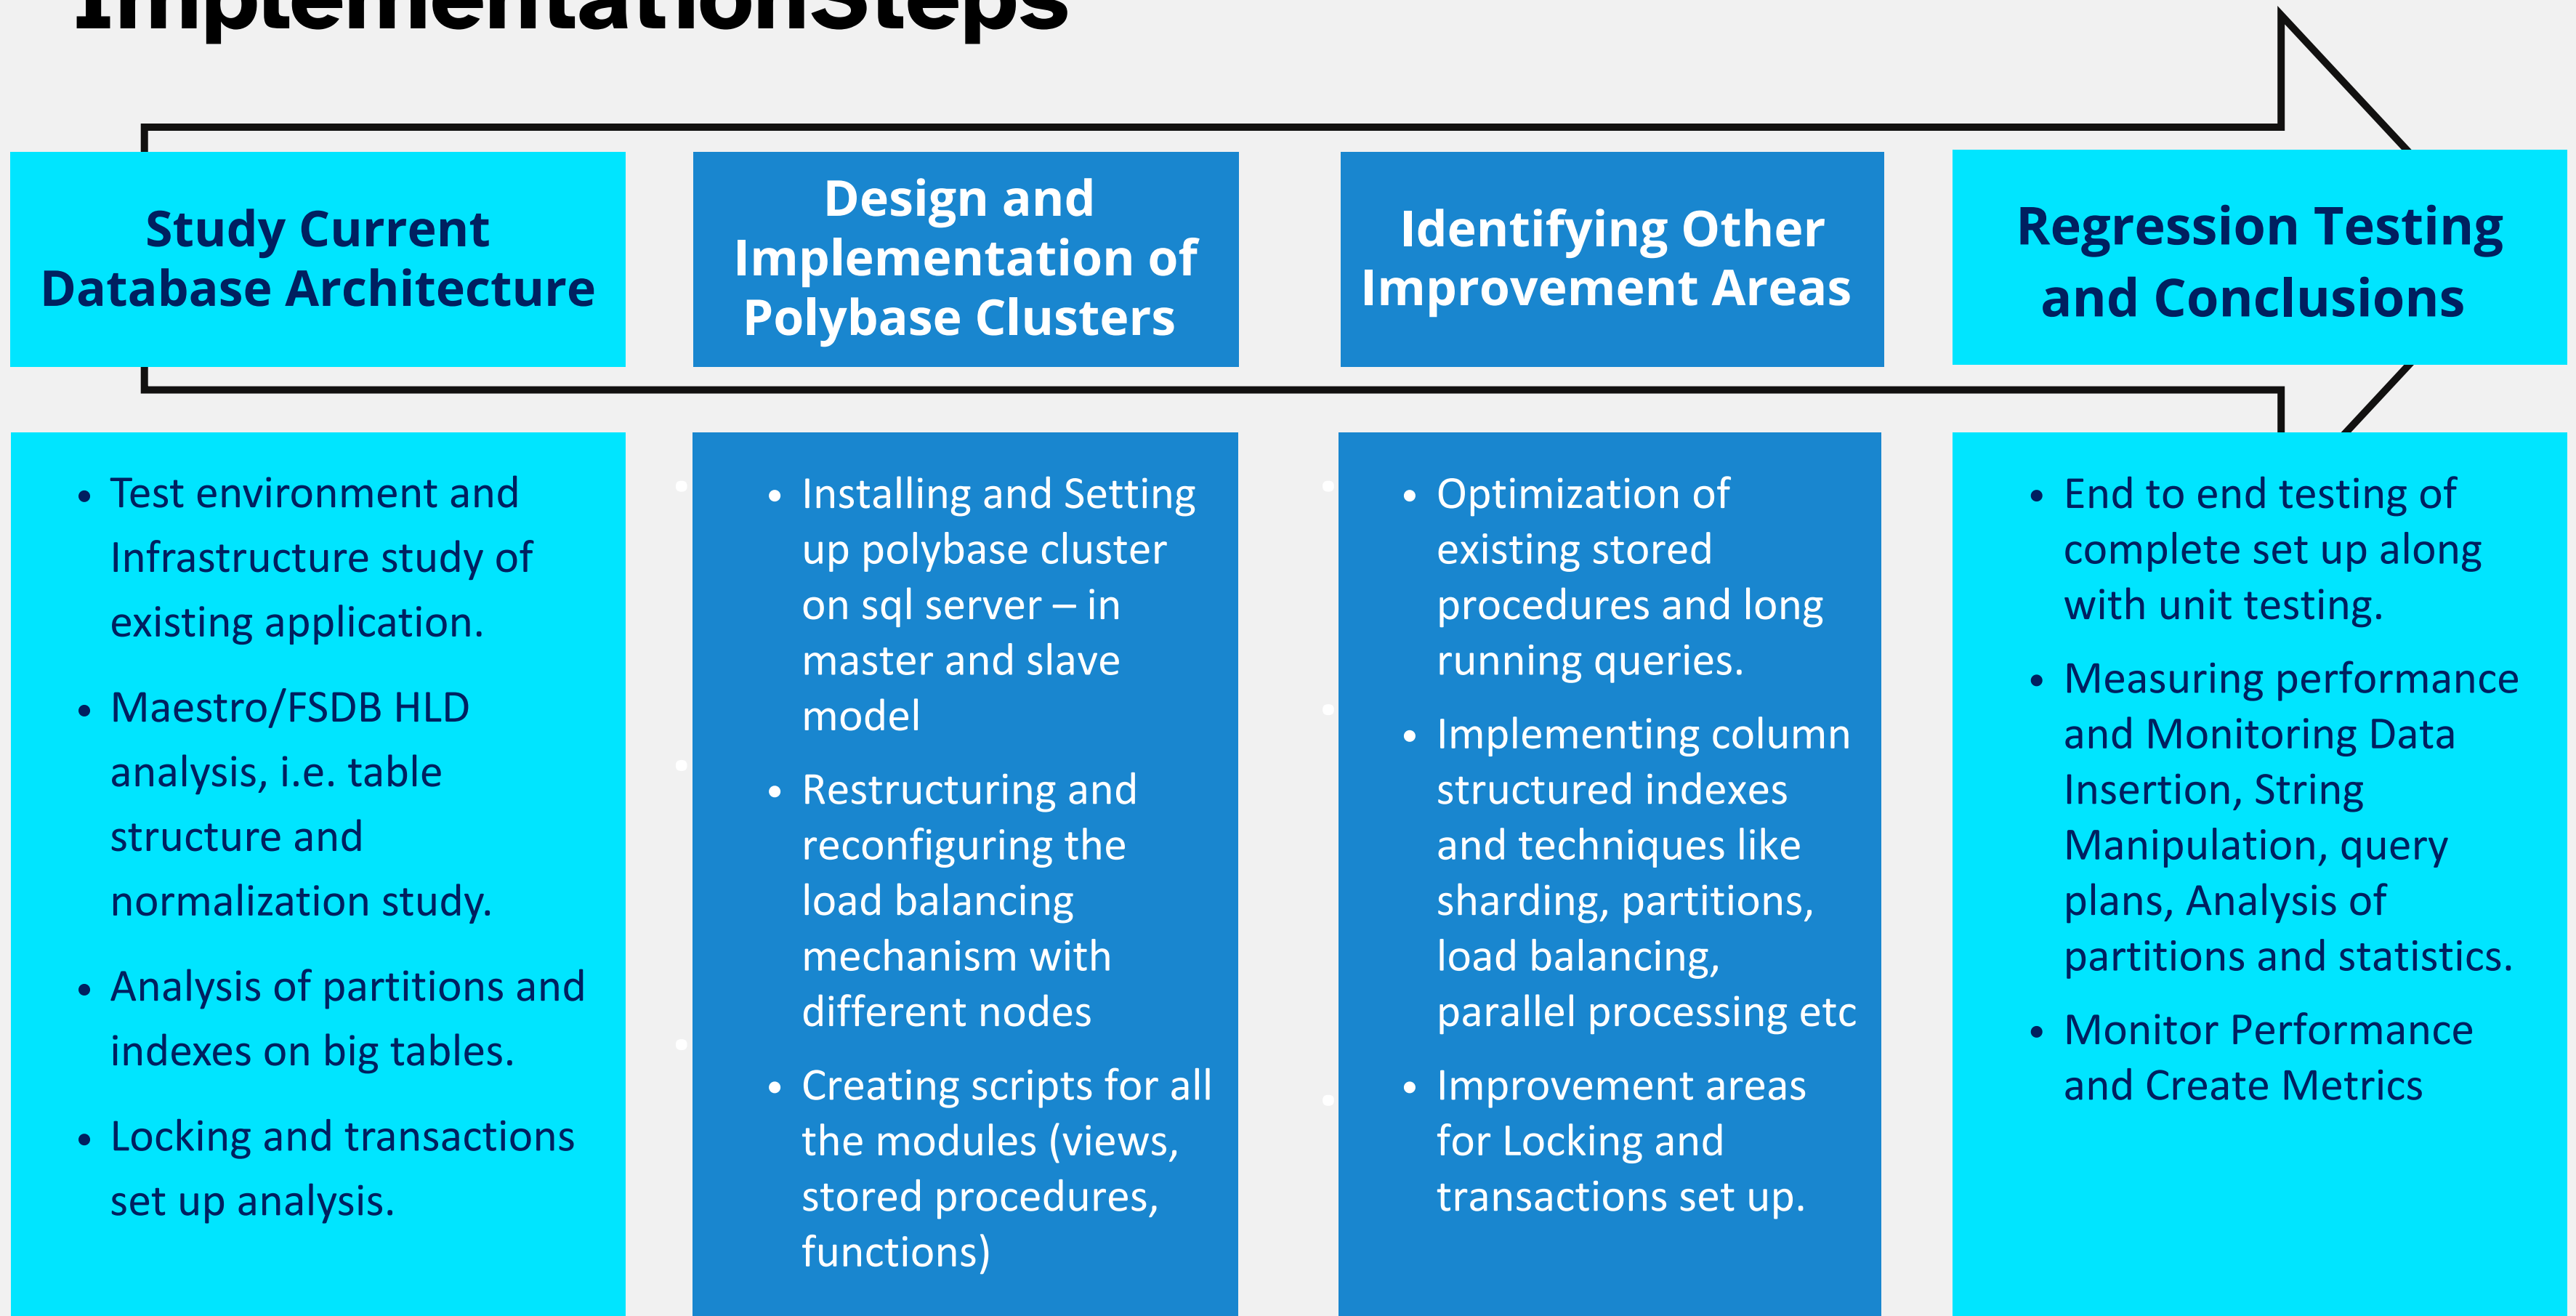 ImplementationSteps
Study Current
Database Architecture
Design and
Implementation of
Polybase Clusters
Identifying Other
Improvement Areas
Regression Testing
and Conclusions
• Test environment and
Infrastructure study of
existing application.
• Maestro/FSDB HLD
analysis, i.e. table
structure and
normalization study.
• Analysis of partitions and
indexes on big tables.
• Locking and transactions
set up analysis.
• Installing and Setting
up polybase cluster
on sql server – in
master and slave
model
• Restructuring and
reconfiguring the
load balancing
mechanism with
different nodes
• Creating scripts for all
the modules (views,
stored procedures,
functions)
• Optimization of
existing stored
procedures and long
running queries.
• Implementing column
structured indexes
and techniques like
sharding, partitions,
load balancing,
parallel processing etc
• Improvement areas
for Locking and
transactions set up.
• End to end testing of
complete set up along
with unit testing.
• Measuring performance
and Monitoring Data
Insertion, String
Manipulation, query
plans, Analysis of
partitions and statistics.
• Monitor Performance
and Create Metrics